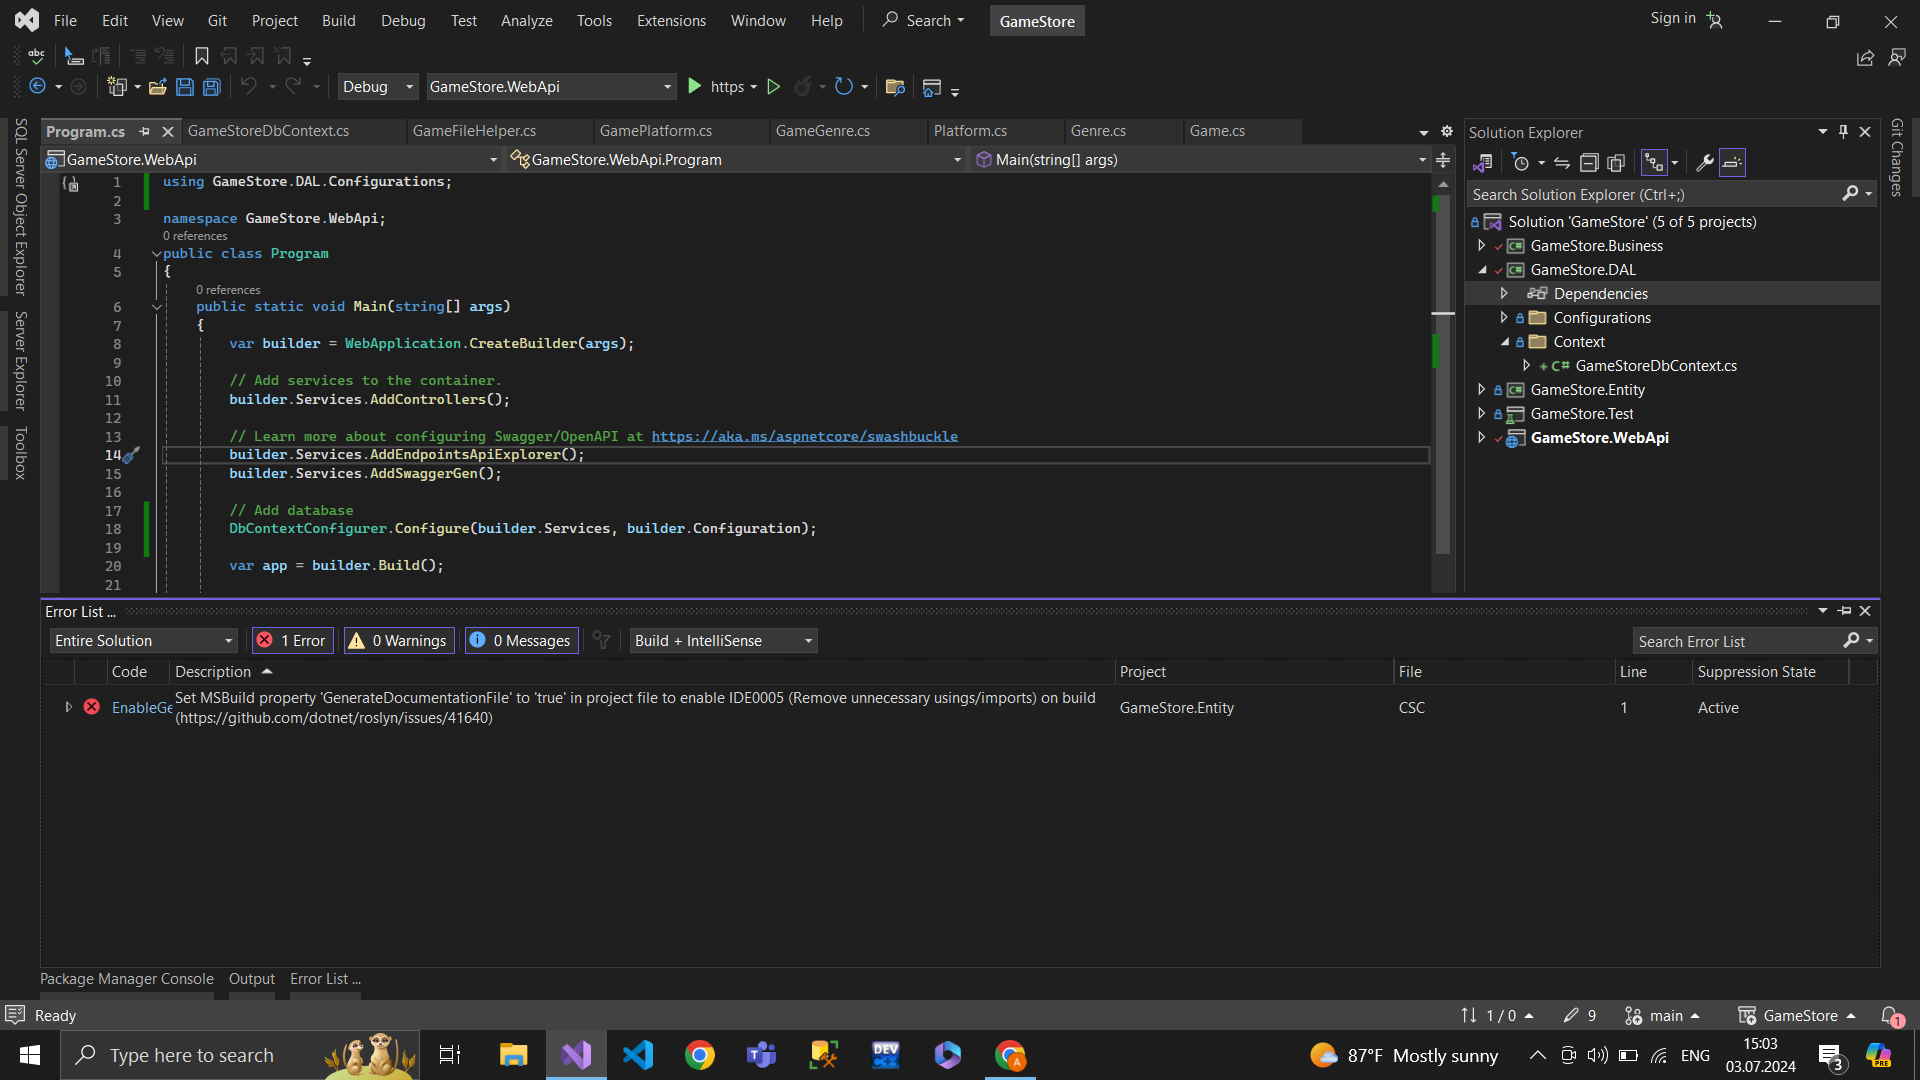 File Edit View Git Project Build Debug Test Analyze Tools Extensions Window Help Search GameStore Sign in
abc
Debug GameStore.WebApi https
Program.cs GameStoreDbContext.cs GameFileHelper.cs GamePlatform.cs GameGenre.cs Platform.cs Genre.cs Game.cs
GameStore.WebApi GameStore.WebApi.Program Main(string[] args)
SQL Server Object Explorer
Server Explorer
Toolbox
1 using GameStore.DAL.Configurations;
2
3 namespace GameStore.WebApi;
0 references
4 public class Program
5 {
0 references
6 public static void Main(string[] args)
7 {
8 var builder = WebApplication.CreateBuilder(args);
9
10 // Add services to the container.
11 builder.Services.AddControllers();
12
13 // Learn more about configuring Swagger/OpenAPI at https://aka.ms/aspnetcore/swashbuckle
14 builder.Services.AddEndpointsApiExplorer();
15 builder.Services.AddSwaggerGen();
16
17 // Add database
18 DbContextConfigurer.Configure(builder.Services, builder.Configuration);
19
20 var app = builder.Build();
21
Solution Explorer
Search Solution Explorer (Ctrl+;)
Solution 'GameStore' (5 of 5 projects)
C# GameStore.Business
C# GameStore.DAL
Dependencies
Configurations
Context
+ C# GameStoreDbContext.cs
C# GameStore.Entity
GameStore.Test
GameStore.WebApi
Git Changes
Error List ...
Entire Solution 1 Error 0 Warnings 0 Messages Build + IntelliSense Search Error List
Code Description Project File Line Suppression State
EnableGe Set MSBuild property 'GenerateDocumentationFile' to 'true' in project file to enable IDE0005 (Remove unnecessary usings/imports) on build
(https://github.com/dotnet/roslyn/issues/41640) GameStore.Entity CSC 1 Active
Package Manager Console Output Error List ...
Ready 1 / 0 9 main GameStore 1
Type here to search DEV C++ A 87°F Mostly sunny ENG 15:03
03.07.2024 3 PRE